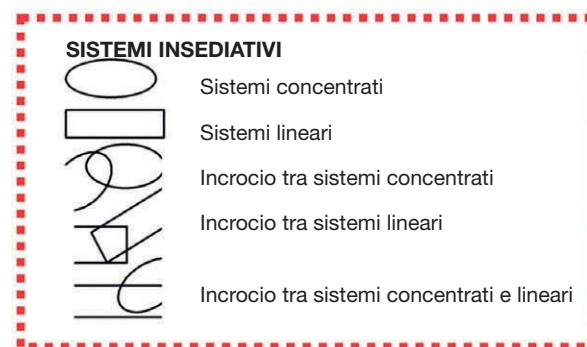 SISTEMI INSEDIATIVI
Sistemi concentrati
Sistemi lineari
Incrocio tra sistemi concentrati
Incrocio tra sistemi lineari
Incrocio tra sistemi concentrati e lineari